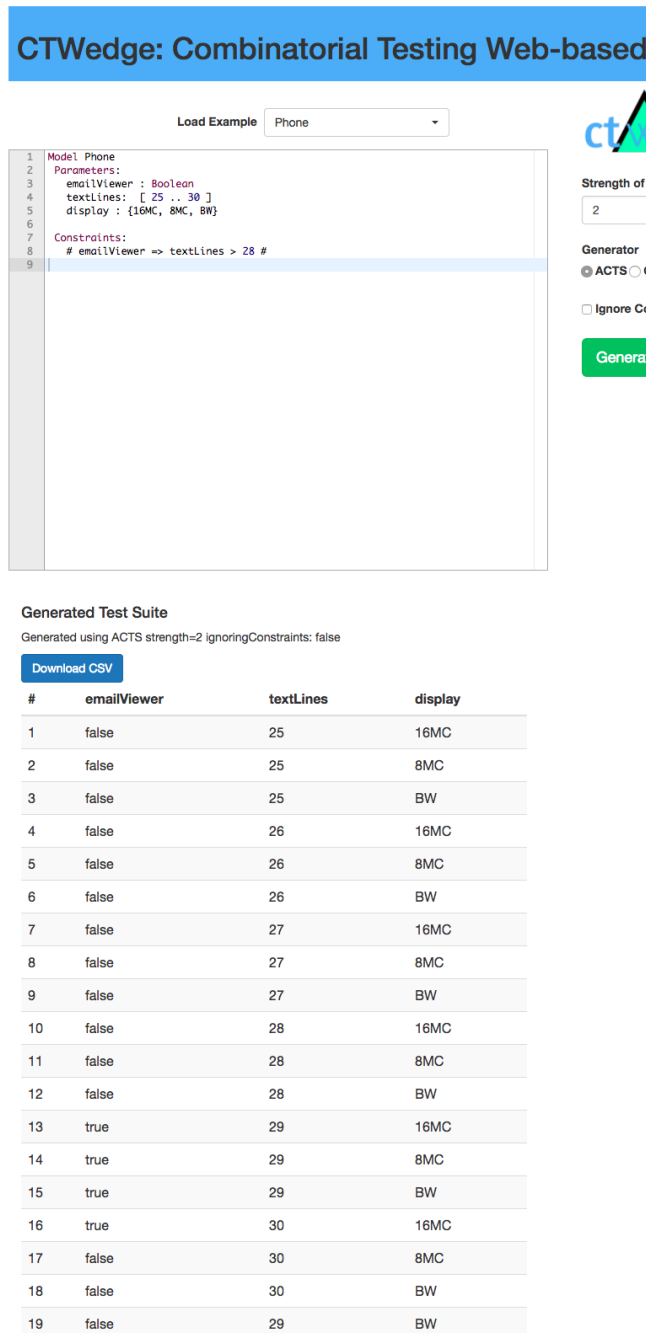 CTWedge: Combinatorial Testing Web-based
Load Example Phone
1 Model Phone
2 Parameters:
3 emailViewer : Boolean
4 textLines: [ 25 .. 30 ]
5 display : {16MC, 8MC, BW}
6
7 Constraints:
8 # emailViewer => textLines > 28 #
9
ct
Strength of
2
Generator
ACTS
Ignore
Generated Test Suite
Generated using ACTS strength=2 ignoringConstraints: false
Download CSV
# emailViewer textLines display
1 false 25 16MC
2 false 25 8MC
3 false 25 BW
4 false 26 16MC
5 false 26 8MC
6 false 26 BW
7 false 27 16MC
8 false 27 8MC
9 false 27 BW
10 false 28 16MC
11 false 28 8MC
12 false 28 BW
13 true 29 16MC
14 true 29 8MC
15 true 29 BW
16 true 30 16MC
17 false 30 8MC
18 false 30 BW
19 false 29 BW